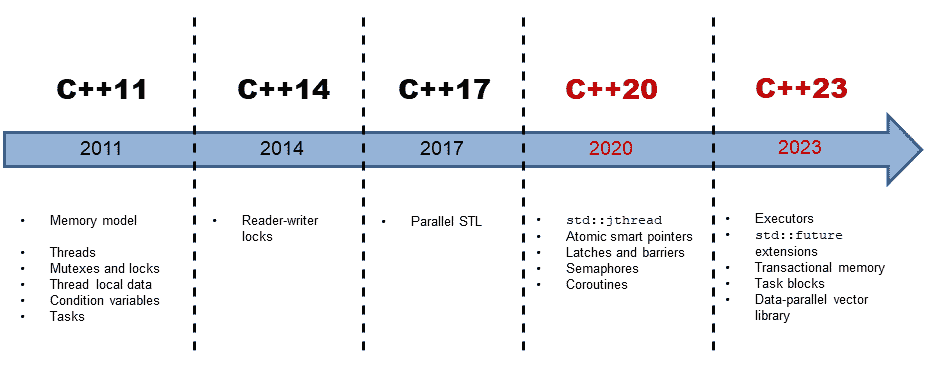 C++11
C++14
C++17
C++20
C++23
2011
2014
2017
2020
2023
• Memory model
• Threads
• Mutexes and locks
• Thread local data
• Condition variables
• Tasks
• Reader-writer
locks
• Parallel STL
• std::jthread
• Atomic smart pointers
• Latches and barriers
• Semaphores
• Coroutines
• Executors
• std::future
extensions
• Transactional memory
• Task blocks
• Data-parallel vector
library